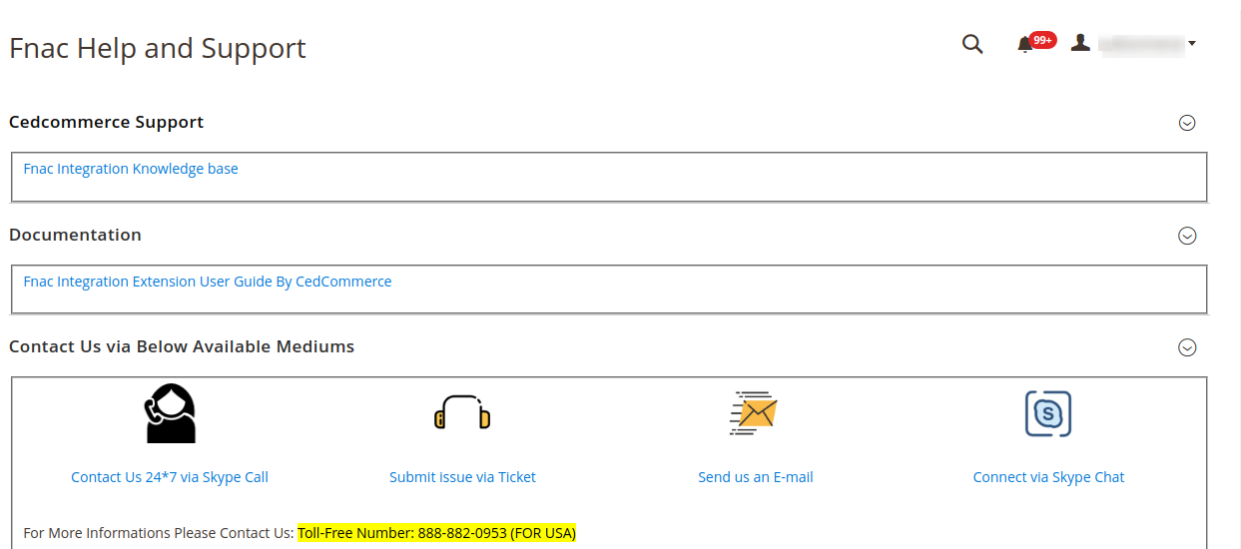 Fnac Help and Support
99+
Cedcommerce Support
Fnac Integration Knowledge base
Documentation
Fnac Integration Extension User Guide By CedCommerce
Contact Us via Below Available Mediums
S
Contact Us 24*7 via Skype Call
Submit issue via Ticket
Send us an E-mail
Connect via Skype Chat
For More Informations Please Contact Us: Toll-Free Number: 888-882-0953 (FOR USA)